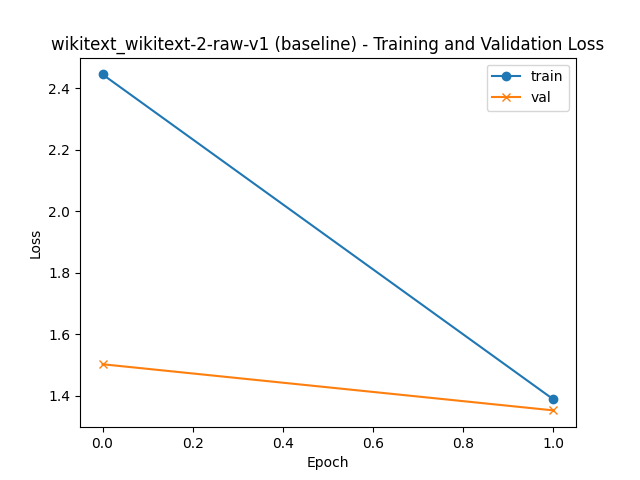 wikitext_wikitext-2-raw-v1 (baseline) - Training and Validation Loss
train
val
Loss
2.4
2.2
2.0
1.8
1.6
1.4
0.0 0.2 0.4 0.6 0.8 1.0
Epoch